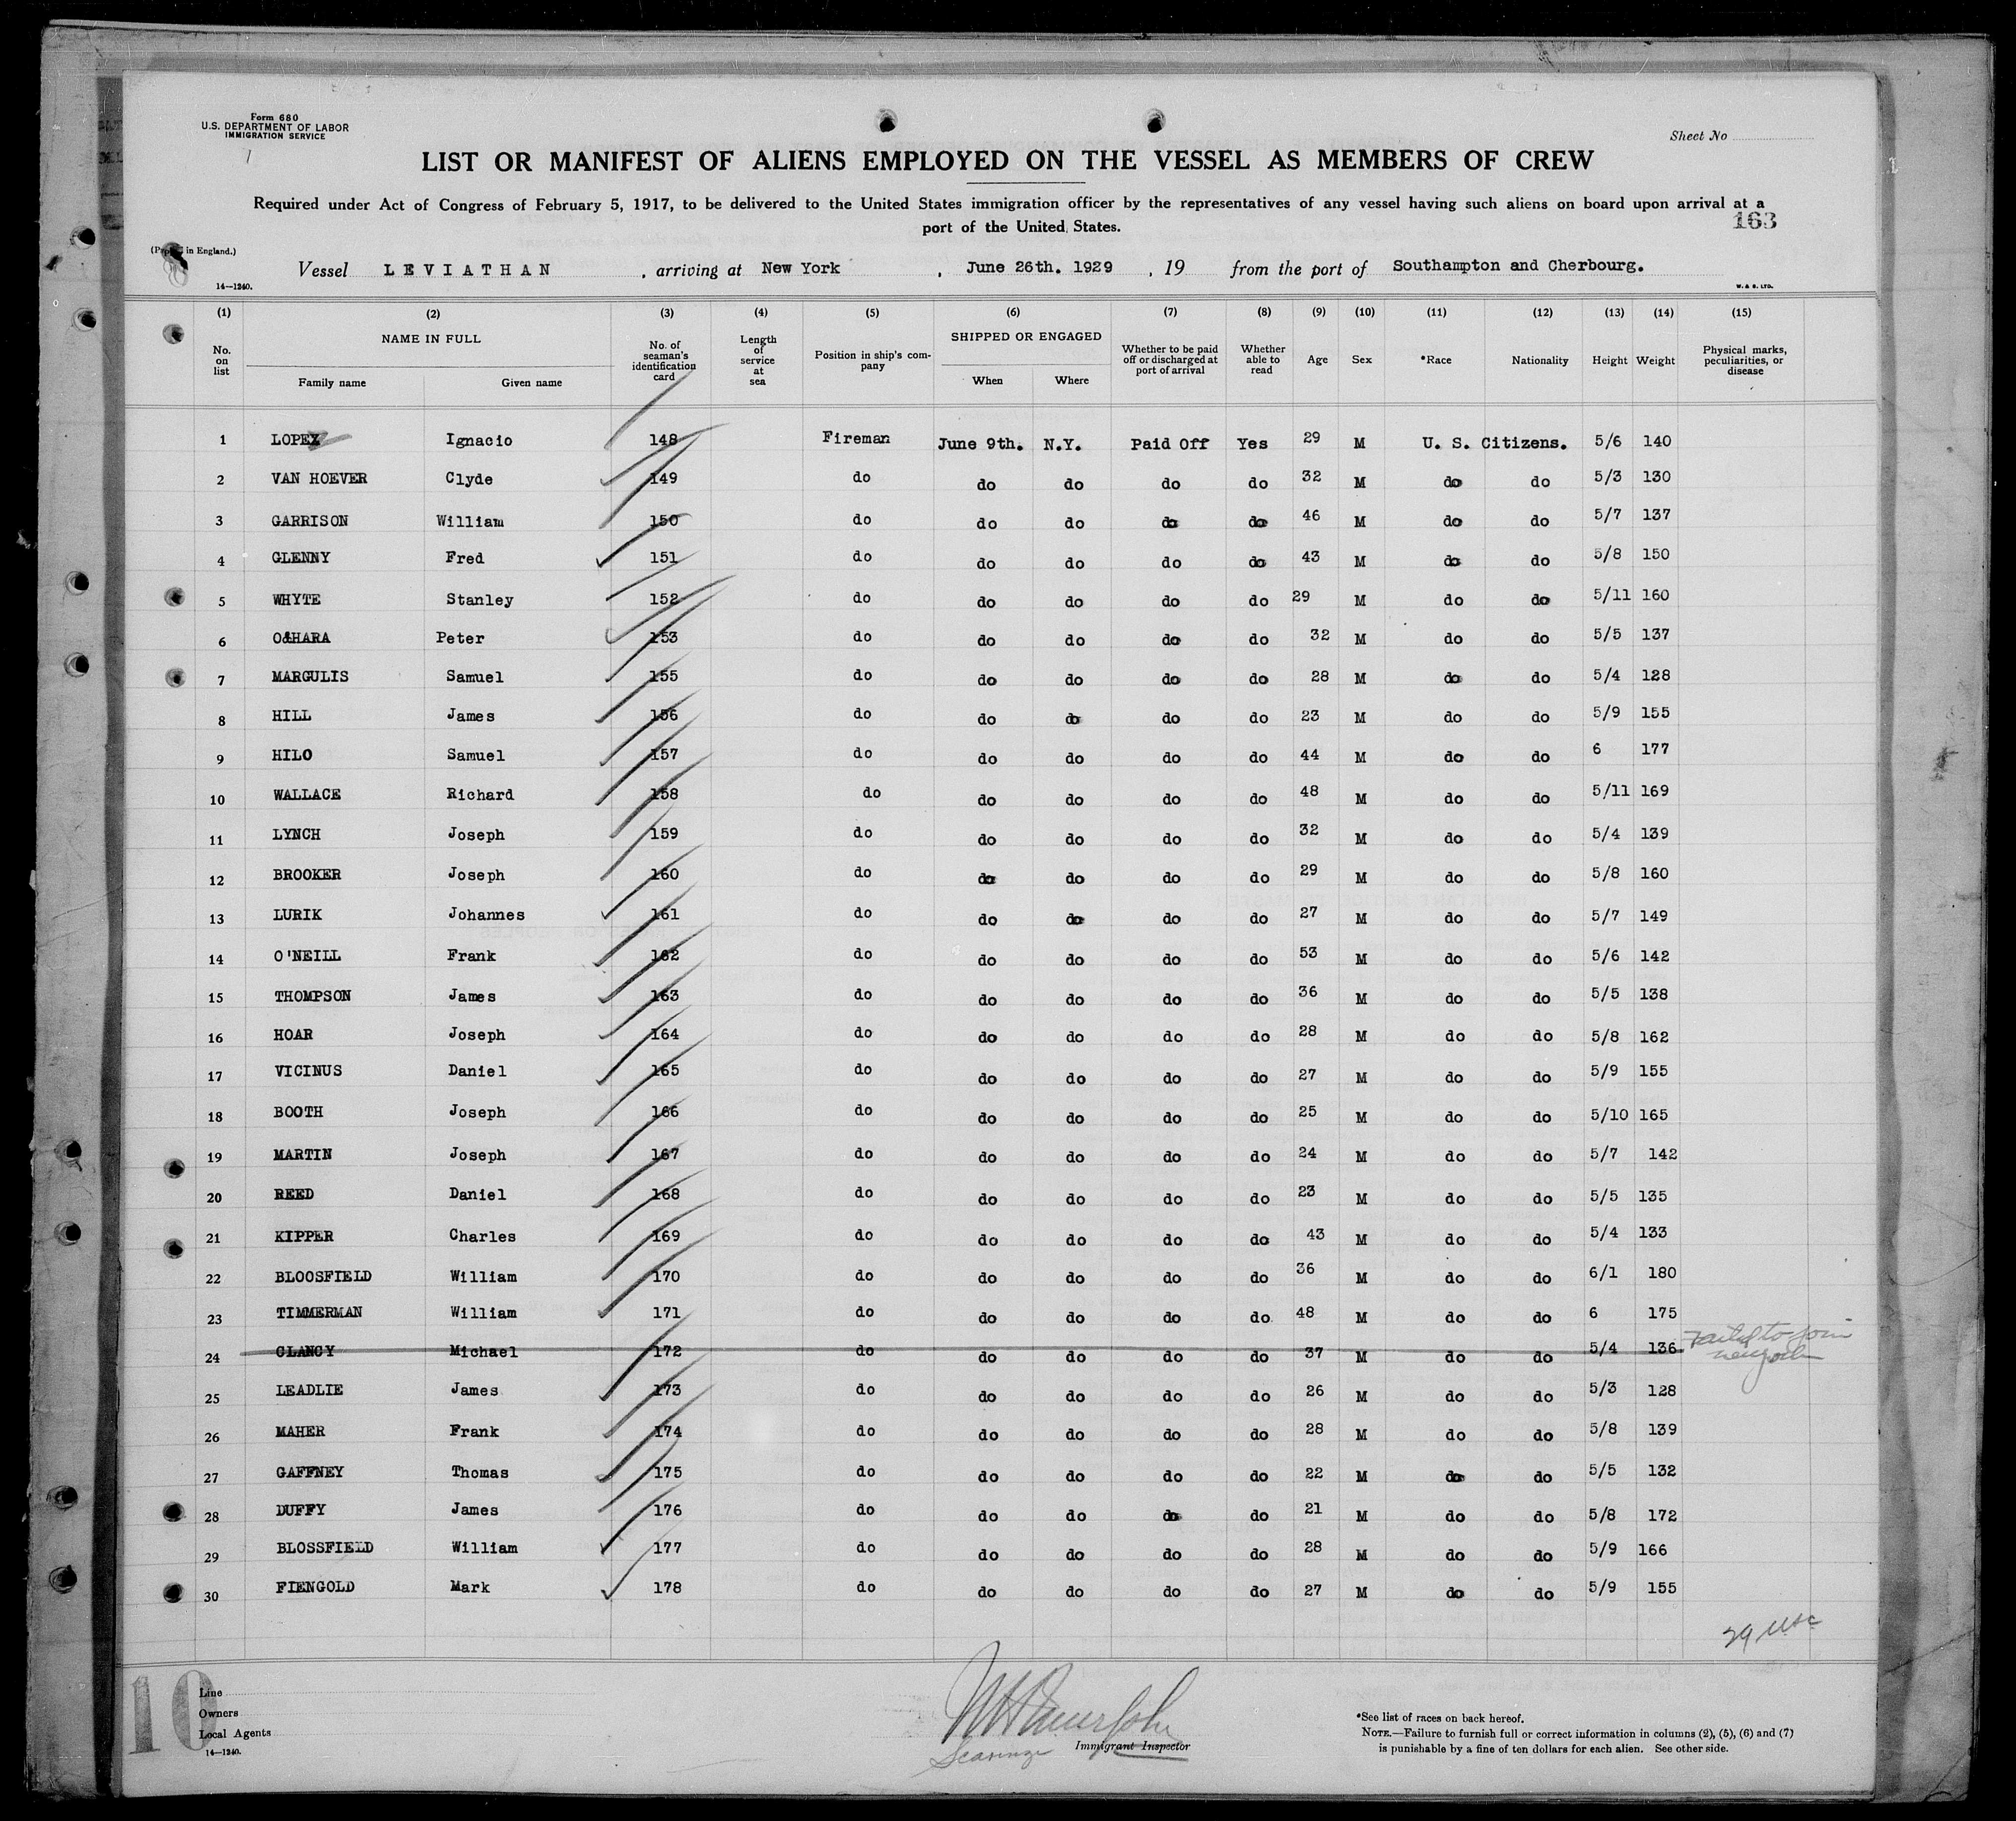 Form 680
U.S. DEPARTMENT OF LABOR
IMMIGRATION SERVICE
Sheet No
LIST OR MANIFEST OF ALIENS EMPLOYED ON THE VESSEL AS MEMBERS OF CREW
Required under Act of Congress of February 5, 1917, to be delivered to the United States immigration officer by the representatives of any vessel having such aliens on board upon arrival at a
port of the United States.
163
(Printed in England.)
Vessel LEVIATHAN , arriving at New York , June 26th. 1929 , 19 from the port of Southampton and Cherbourg.
14—1240.
W. & S. LTD.
(1) (2) (3) (4) (5) (6) (7) (8) (9) (10) (11) (12) (13) (14) (15)
No. on list NAME IN FULL Family name Given name No. of seaman's identification card Length of service at sea Position in ship's company SHIPPED OR ENGAGED When Where Whether to be paid off or discharged at port of arrival Whether able to read Age Sex *Race Nationality Height Weight Physical marks, peculiarities, or disease
1 LOPEZ Ignacio 148 Fireman June 9th. N.Y. Paid Off Yes 29 M U. S. Citizens. 5/6 140
2 VAN HOEVER Clyde 149 do do do do do 32 M do do 5/3 130
3 GARRISON William 150 do do do do do 46 M do do 5/7 137
4 GLENNY Fred 151 do do do do do 43 M do do 5/8 150
5 WHYTE Stanley 152 do do do do do 29 M do do 5/11 160
6 O&HARA Peter 153 do do do do do 32 M do do 5/5 137
7 MARGULIS Samuel 155 do do do do do 28 M do do 5/4 128
8 HILL James 156 do do do do do 23 M do do 5/9 155
9 HILO Samuel 157 do do do do do 44 M do do 6 177
10 WALLACE Richard 158 do do do do do 48 M do do 5/11 169
11 LYNCH Joseph 159 do do do do do 32 M do do 5/4 139
12 BROOKER Joseph 160 do do do do do 29 M do do 5/8 160
13 LURIK Johannes 161 do do do do do 27 M do do 5/7 149
14 O'NEILL Frank 162 do do do do do 53 M do do 5/6 142
15 THOMPSON James 163 do do do do do 36 M do do 5/5 138
16 HOAR Joseph 164 do do do do do 28 M do do 5/8 162
17 VICINUS Daniel 165 do do do do do 27 M do do 5/9 155
18 BOOTH Joseph 166 do do do do do 25 M do do 5/10 165
19 MARTIN Joseph 167 do do do do do 24 M do do 5/7 142
20 REED Daniel 168 do do do do do 23 M do do 5/5 135
21 KIPPER Charles 169 do do do do do 43 M do do 5/4 133
22 BLOOSFIELD William 170 do do do do do 36 M do do 6/1 180
23 TIMMERMAN William 171 do do do do do 48 M do do 6 175
24 CLANCY Michael 172 do do do do do 37 M do do 5/4 136 Failed to join
New York
25 LEADLIE James 173 do do do do do 26 M do do 5/3 128
26 MAHER Frank 174 do do do do do 28 M do do 5/8 139
27 GAFFNEY Thomas 175 do do do do do 22 M do do 5/5 132
28 DUFFY James 176 do do do do do 21 M do do 5/8 172
29 BLOSSFIELD William 177 do do do do do 28 M do do 5/9 166
30 FIENGOLD Mark 178 do do do do do 27 M do do 5/9 155
29 USC
10
Line
Owners
Local Agents
14—1240.
Immigrant Inspector
*See list of races on back hereof.
NOTE.—Failure to furnish full or correct information in columns (2), (5), (6) and (7)
is punishable by a fine of ten dollars for each alien. See other side.